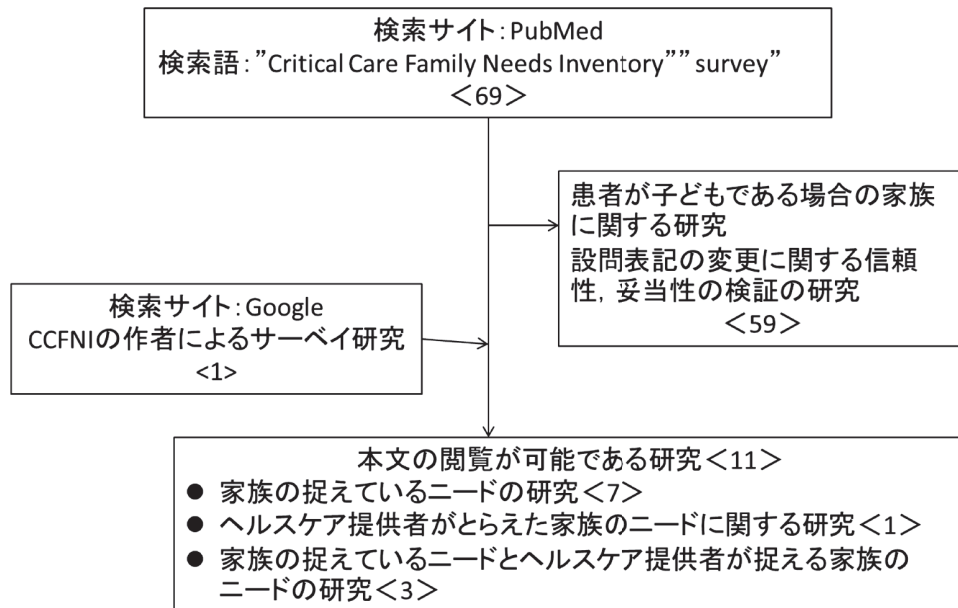 検索サイト：PubMed
検索語：”Critical Care Family Needs Inventory”” survey”
＜69＞
患者が子どもである場合の家族
に関する研究
設問表記の変更に関する信頼
性，妥当性の検証の研究
＜59＞
検索サイト：Google
CCFNIの作者によるサーベイ研究
<1>
本文の閲覧が可能である研究＜11＞
● 家族の捉えているニードの研究＜7＞
● ヘルスケア提供者がとらえた家族のニードに関する研究＜1＞
● 家族の捉えているニードとヘルスケア提供者が捉える家族の
ニードの研究＜3＞